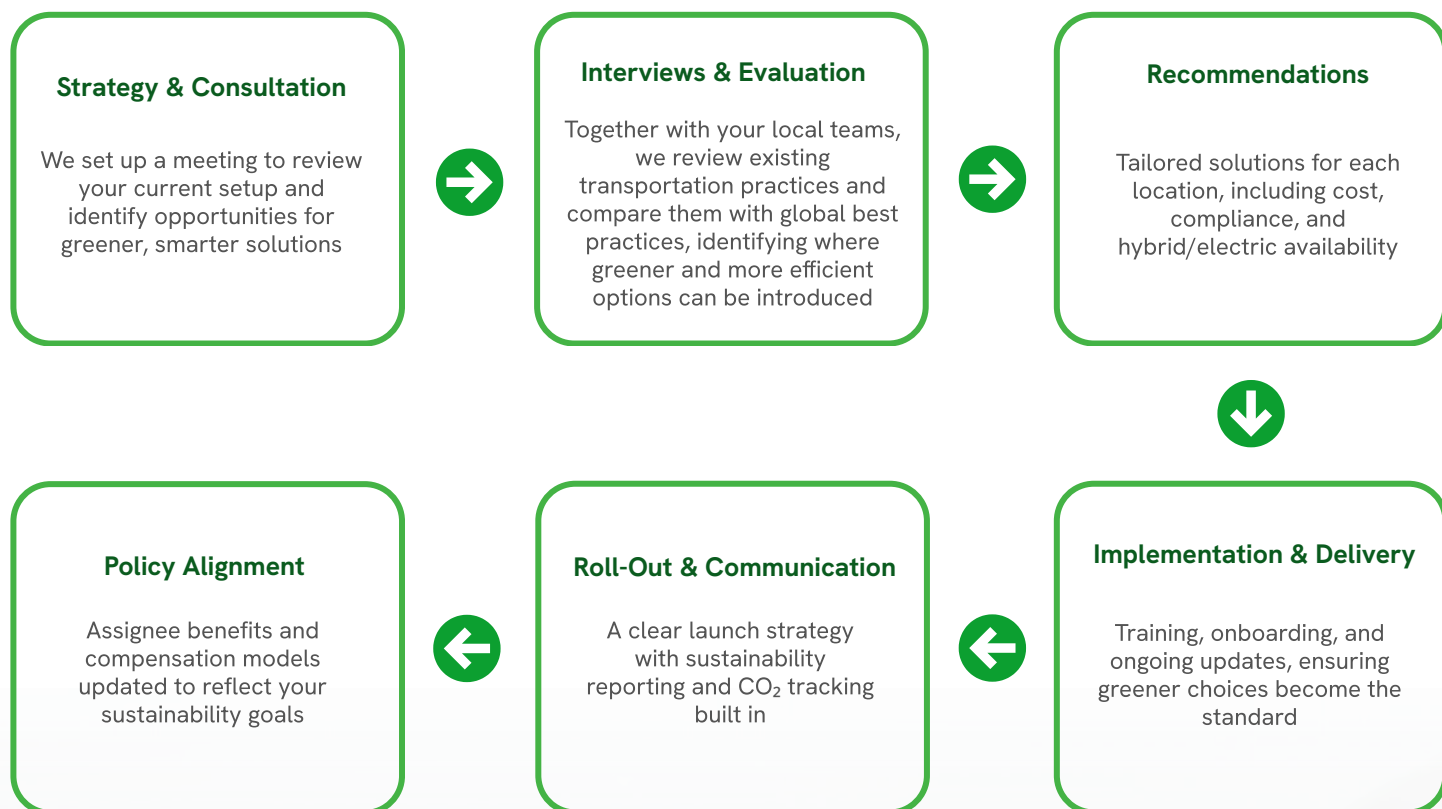 Strategy & Consultation
We set up a meeting to review
your current setup and
identify opportunities for
greener, smarter solutions
Interviews & Evaluation
Together with your local teams,
we review existing
transportation practices and
compare them with global best
practices, identifying where
greener and more efficient
options can be introduced
Recommendations
Tailored solutions for each
location, including cost,
compliance, and
hybrid/electric availability
Implementation & Delivery
Training, onboarding, and
ongoing updates, ensuring
greener choices become the
standard
Roll-Out & Communication
A clear launch strategy
with sustainability
reporting and CO₂ tracking
built in
Policy Alignment
Assignee benefits and
compensation models
updated to reflect your
sustainability goals